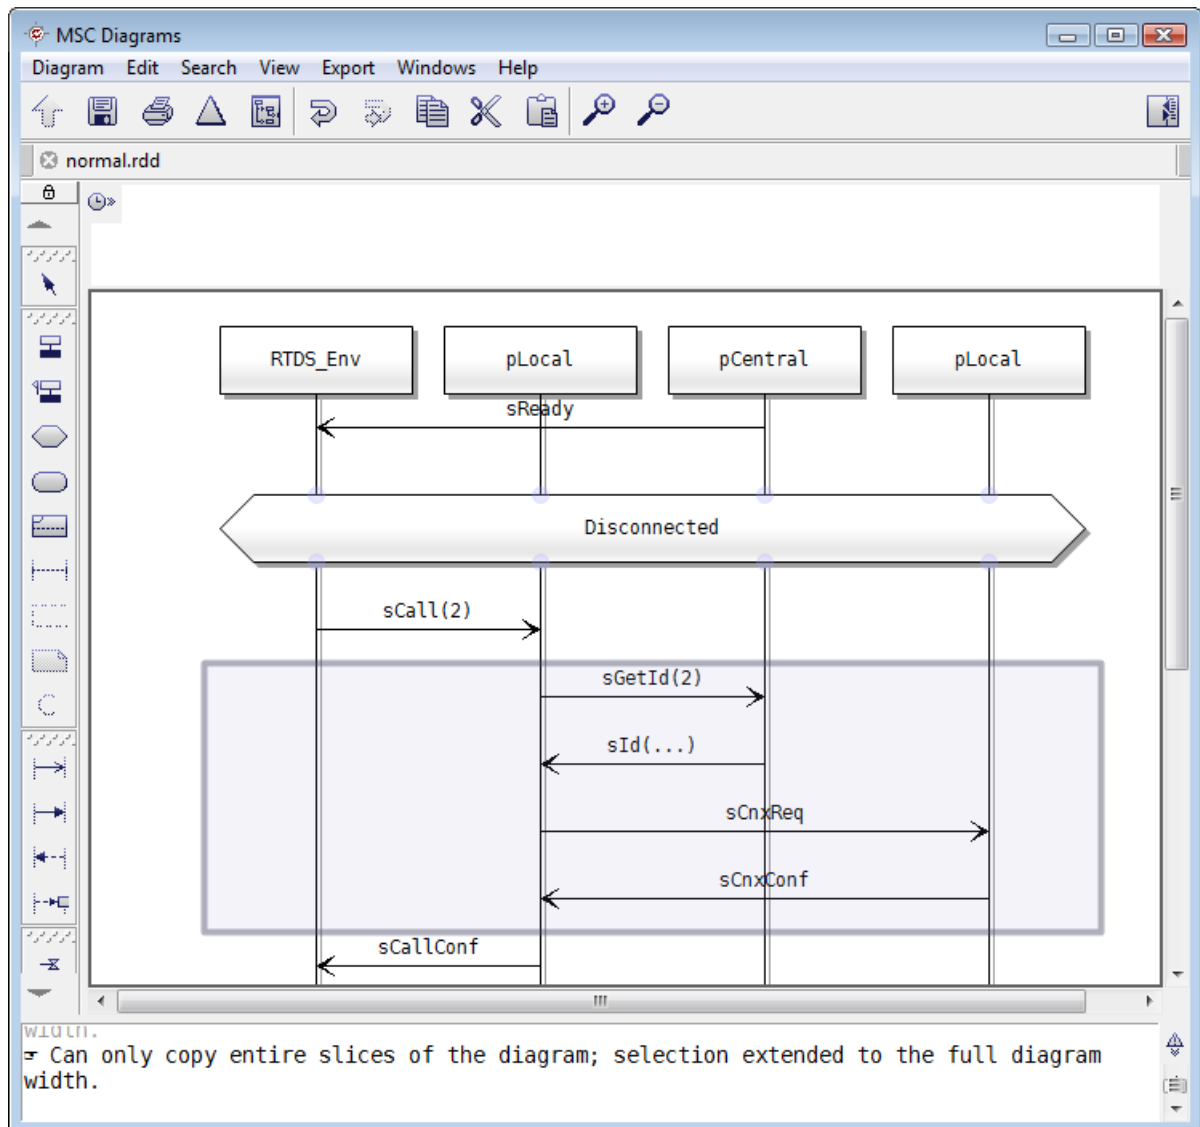 MSC Diagrams
Diagram Edit Search View Export Windows Help
normal.rdd
RTDS_Env pLocal pCentral pLocal
sReady
Disconnected
sCall(2)
sGetId(2)
sId(...)
sCnxReq
sCnxConf
sCallConf
width.
☞ Can only copy entire slices of the diagram; selection extended to the full diagram
width.